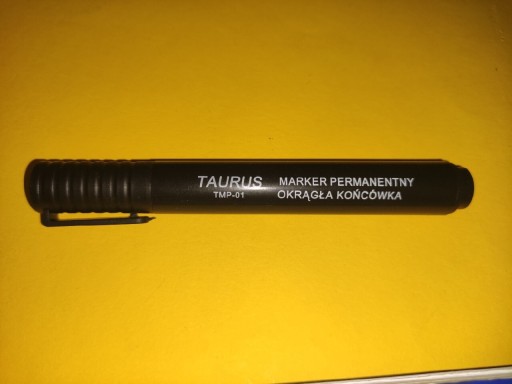 TAURUS MARKER PERMANENTNY
TMP-01 OKRĄGŁA KOŃCÓWKA